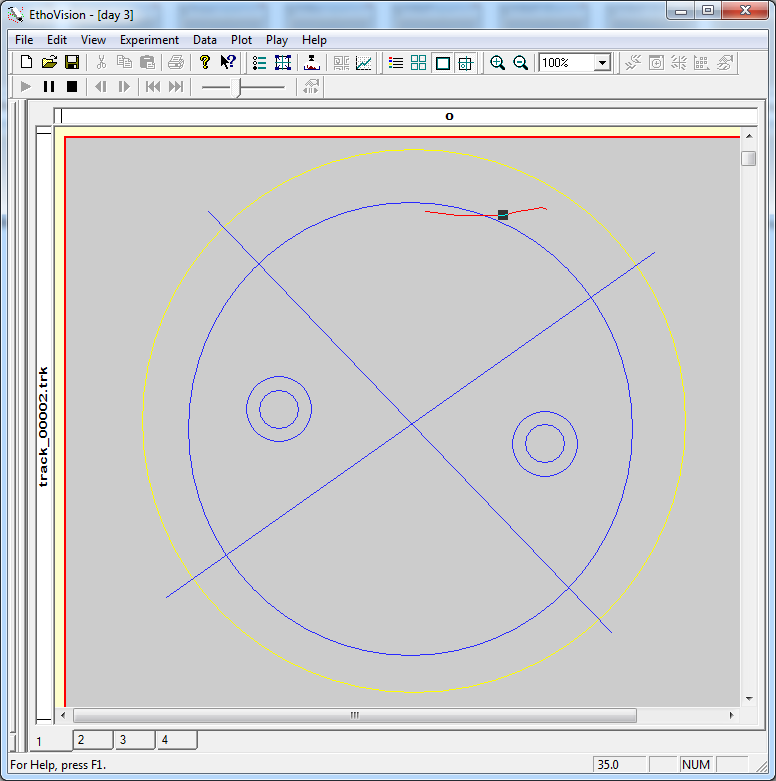 EthoVision - [day 3]
File Edit View Experiment Data Plot Play Help
100%
o
track_00002.trk
1 2 3 4
For Help, press F1. 35.0 NUM